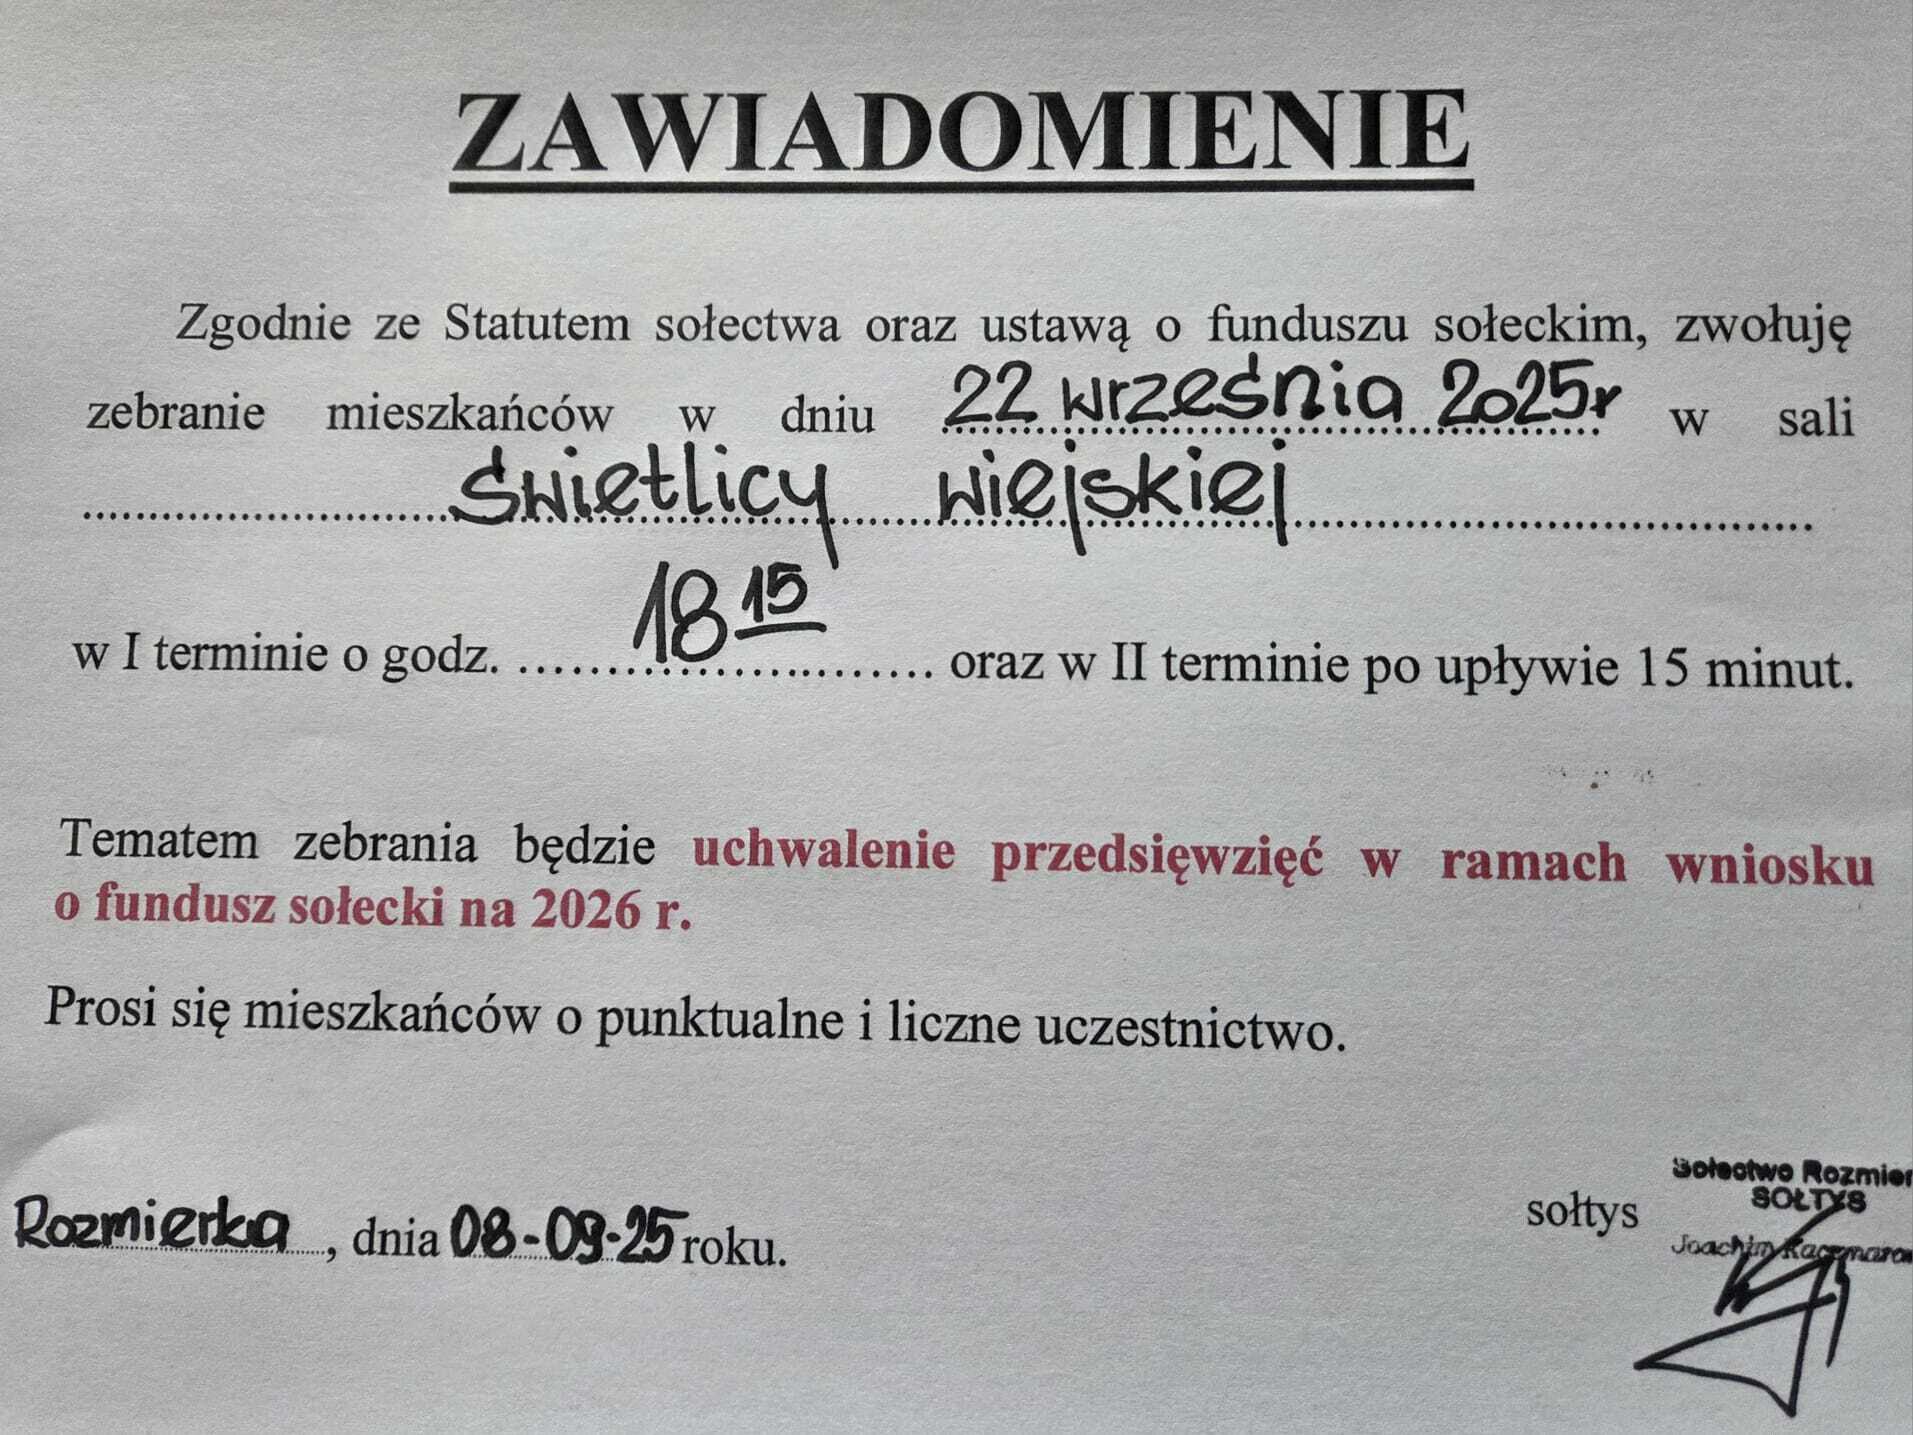 ZAWIADOMIENIE
Zgodnie ze Statutem sołectwa oraz ustawą o funduszu sołeckim, zwołuję
zebranie mieszkańców w dniu 22 września 2025r w sali
świetlicy wiejskiej
w I terminie o godz. 18 15 oraz w II terminie po upływie 15 minut.
Tematem zebrania będzie uchwalenie przedsięwzięć w ramach wniosku
o fundusz sołecki na 2026 r.
Prosi się mieszkańców o punktualne i liczne uczestnictwo.
Sołectwo Rozmier
SOŁTYS
sołtys
Joachim
Rozmierka, dnia 08-09-25 roku.